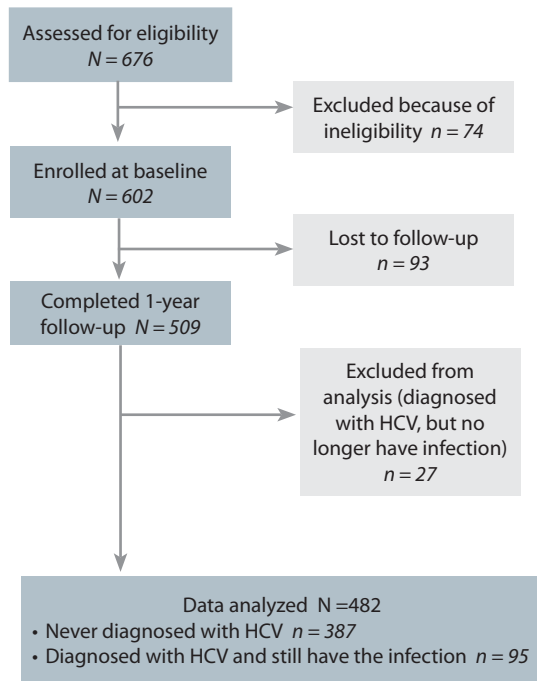 Assessed for eligibility
N = 676
Excluded because of
ineligibility n = 74
Enrolled at baseline
N = 602
Lost to follow-up
n = 93
Completed 1-year
follow-up N = 509
Excluded from
analysis (diagnosed
with HCV, but no
longer have infection)
n = 27
Data analyzed N =482
• Never diagnosed with HCV n = 387
• Diagnosed with HCV and still have the infection n = 95